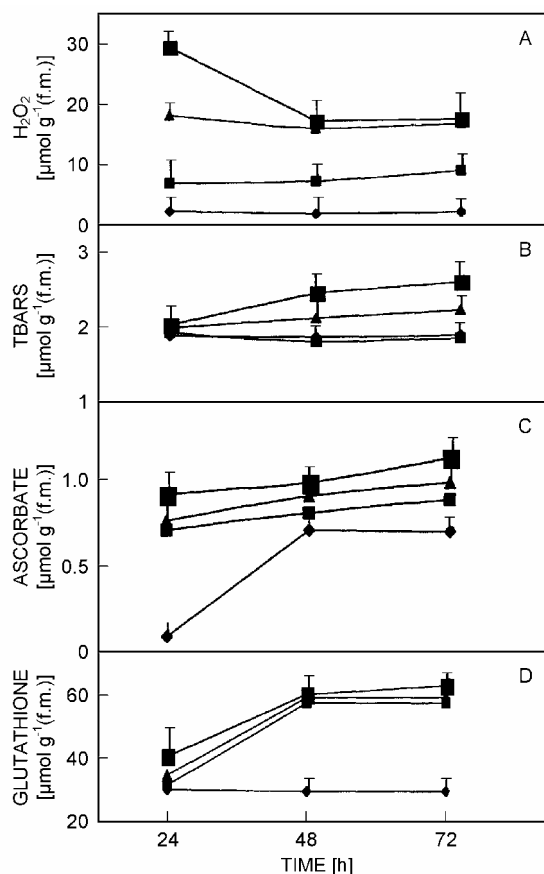 A
30
20
10
0
H₂O₂
[µmol g⁻¹(f.m.)]
B
3
2
1
TBARS
[µmol g⁻¹(f.m.)]
C
1.0
0.5
0
ASCORBATE
[µmol g⁻¹(f.m.)]
D
60
40
20
GLUTATHIONE
[µmol g⁻¹(f.m.)]
24 48 72
TIME [h]